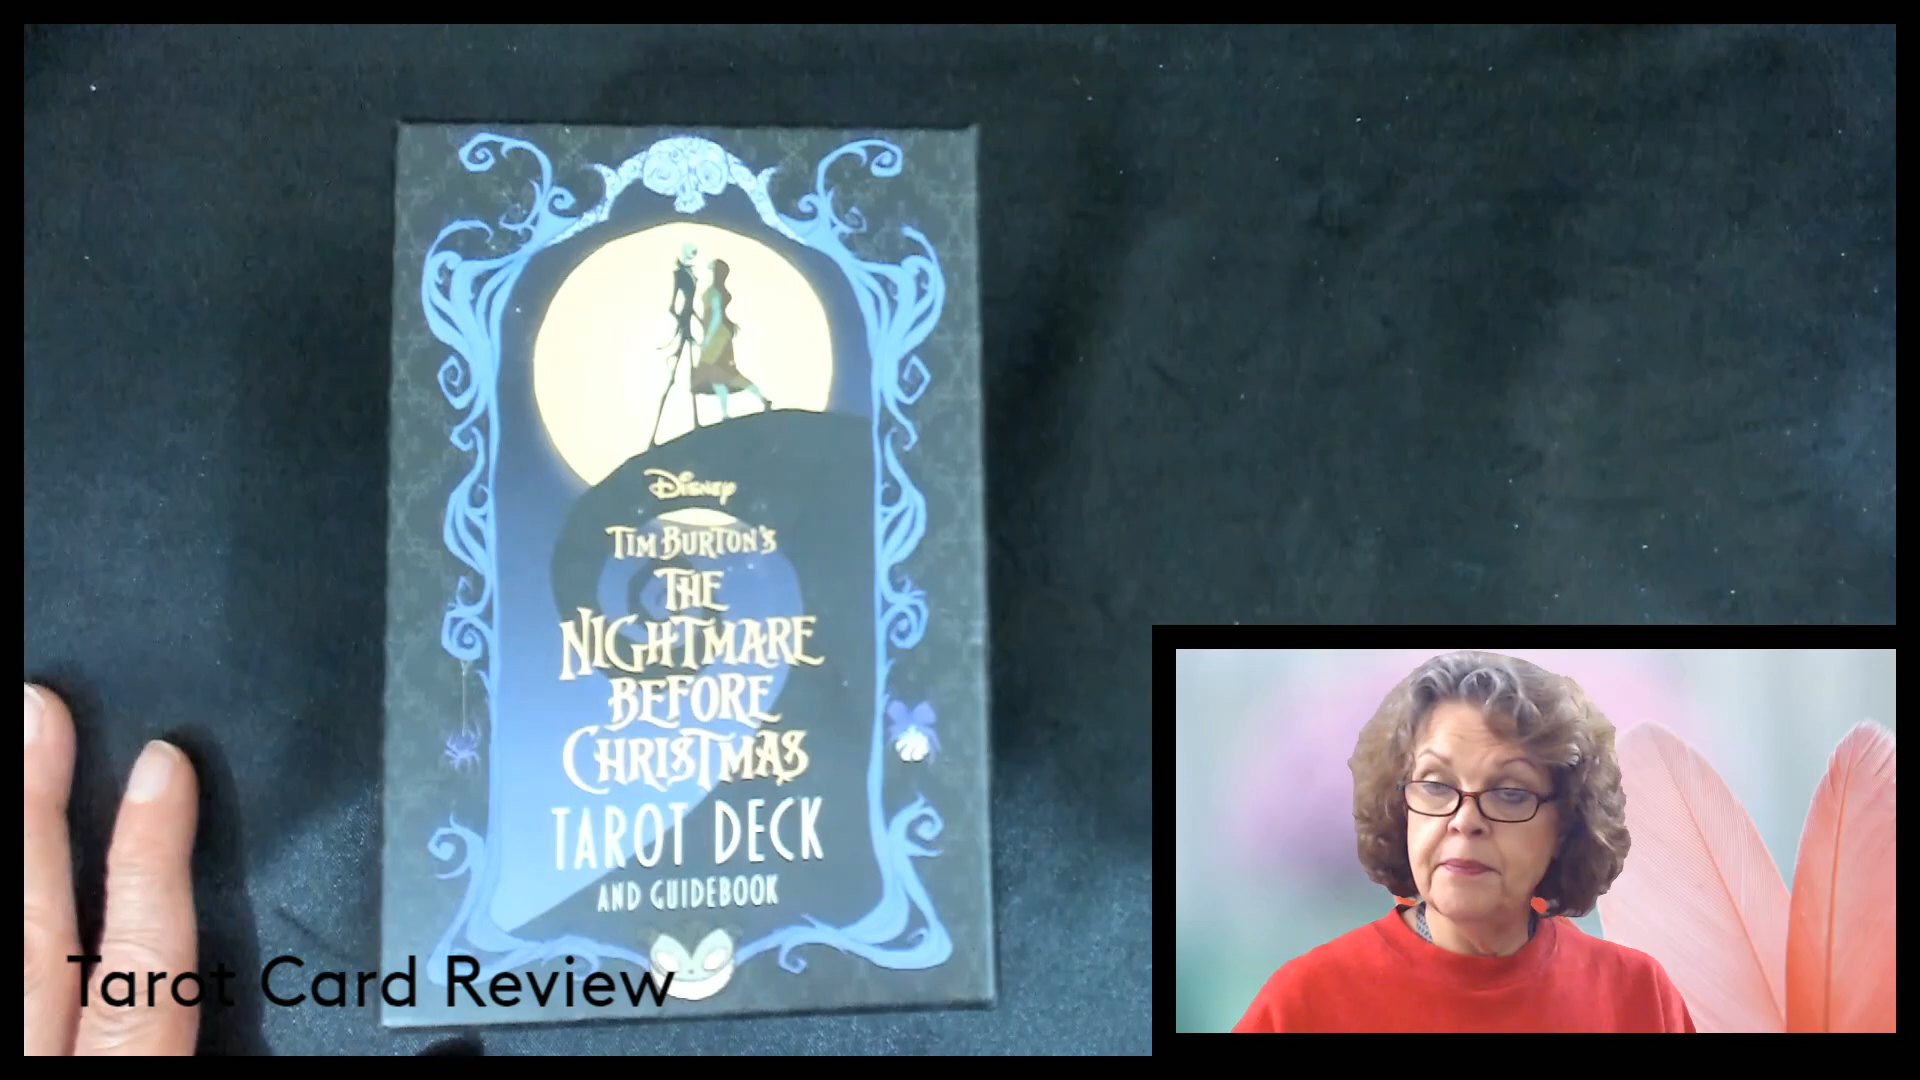 Disney
Tim Burton's
The
Nightmare
Before
Christmas
Tarot Deck
and Guidebook
Tarot Card Review